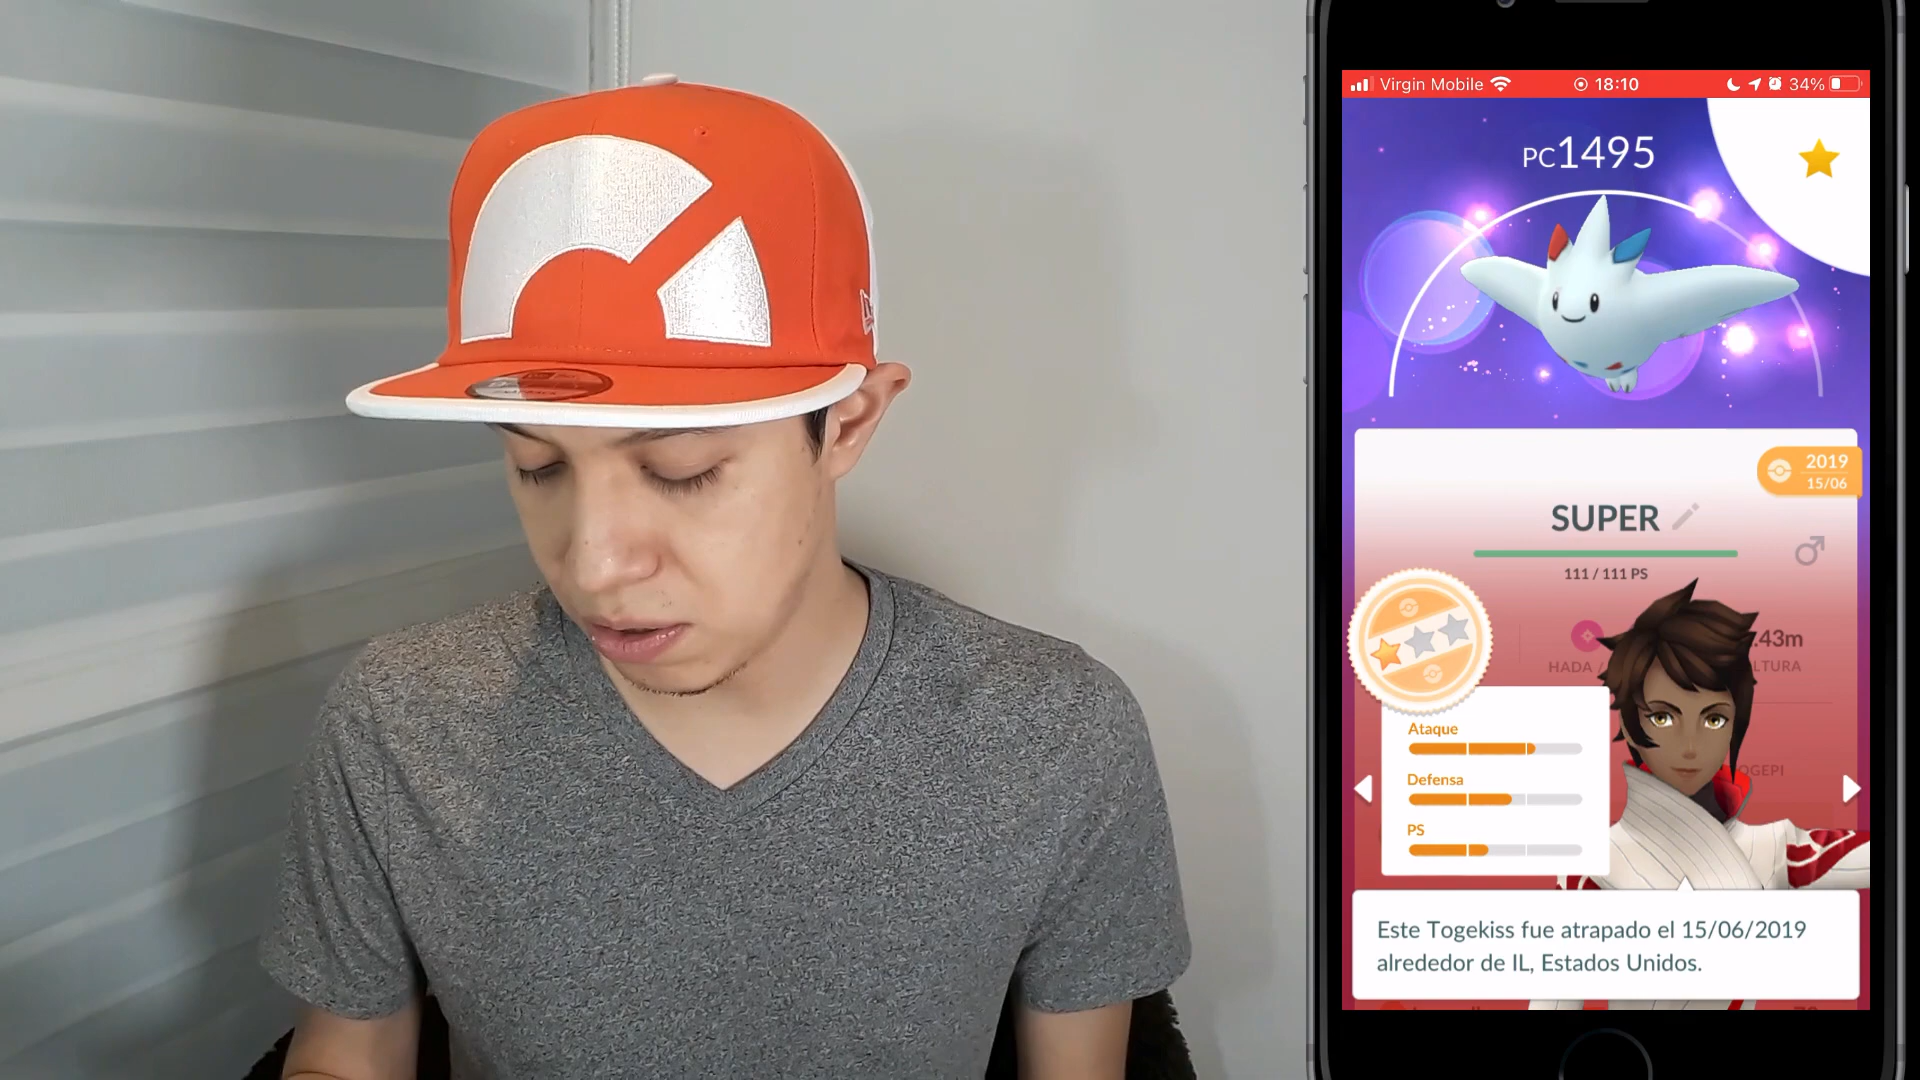 Virgin Mobile 18:10 34%
PC1495
2019
15/06
SUPER
111 / 111 PS
.43m
HADA /
LTURA
Ataque
OGEPI
Defensa
PS
Este Togekiss fue atrapado el 15/06/2019
alrededor de IL, Estados Unidos.